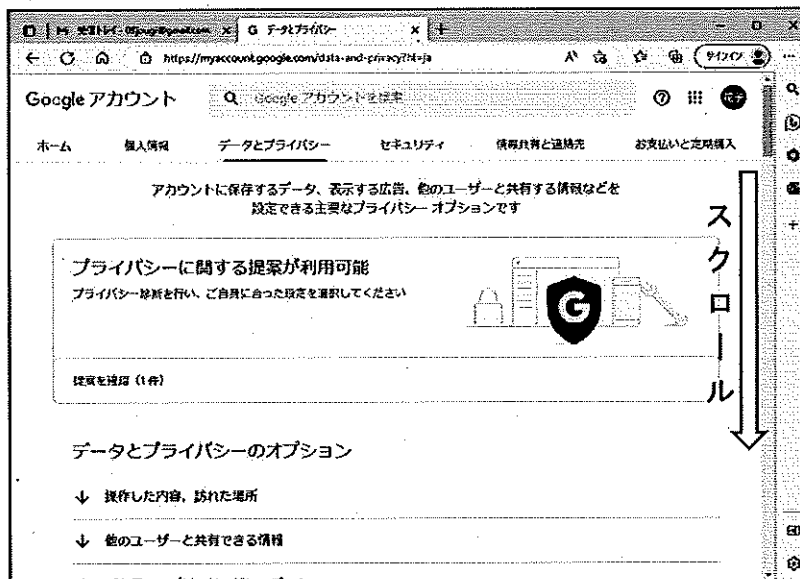 G データとプライバシー
https://myaccount.google.com/data-and-privacy?hl=ja
サインイン
Google アカウント
Google アカウントを検索
花子
ホーム 個人情報 データとプライバシー セキュリティ 情報共有と連絡先 お支払いと定期購入
アカウントに保存するデータ、表示する広告、他のユーザーと共有する情報などを
設定できる主要なプライバシー オプションです
プライバシーに関する提案が利用可能
プライバシー診断を行い、ご自身に合った設定を選択してください
G
提案を確認（1 件）
スクロール
データとプライバシーのオプション
操作した内容、訪れた場所
他のユーザーと共有できる情報